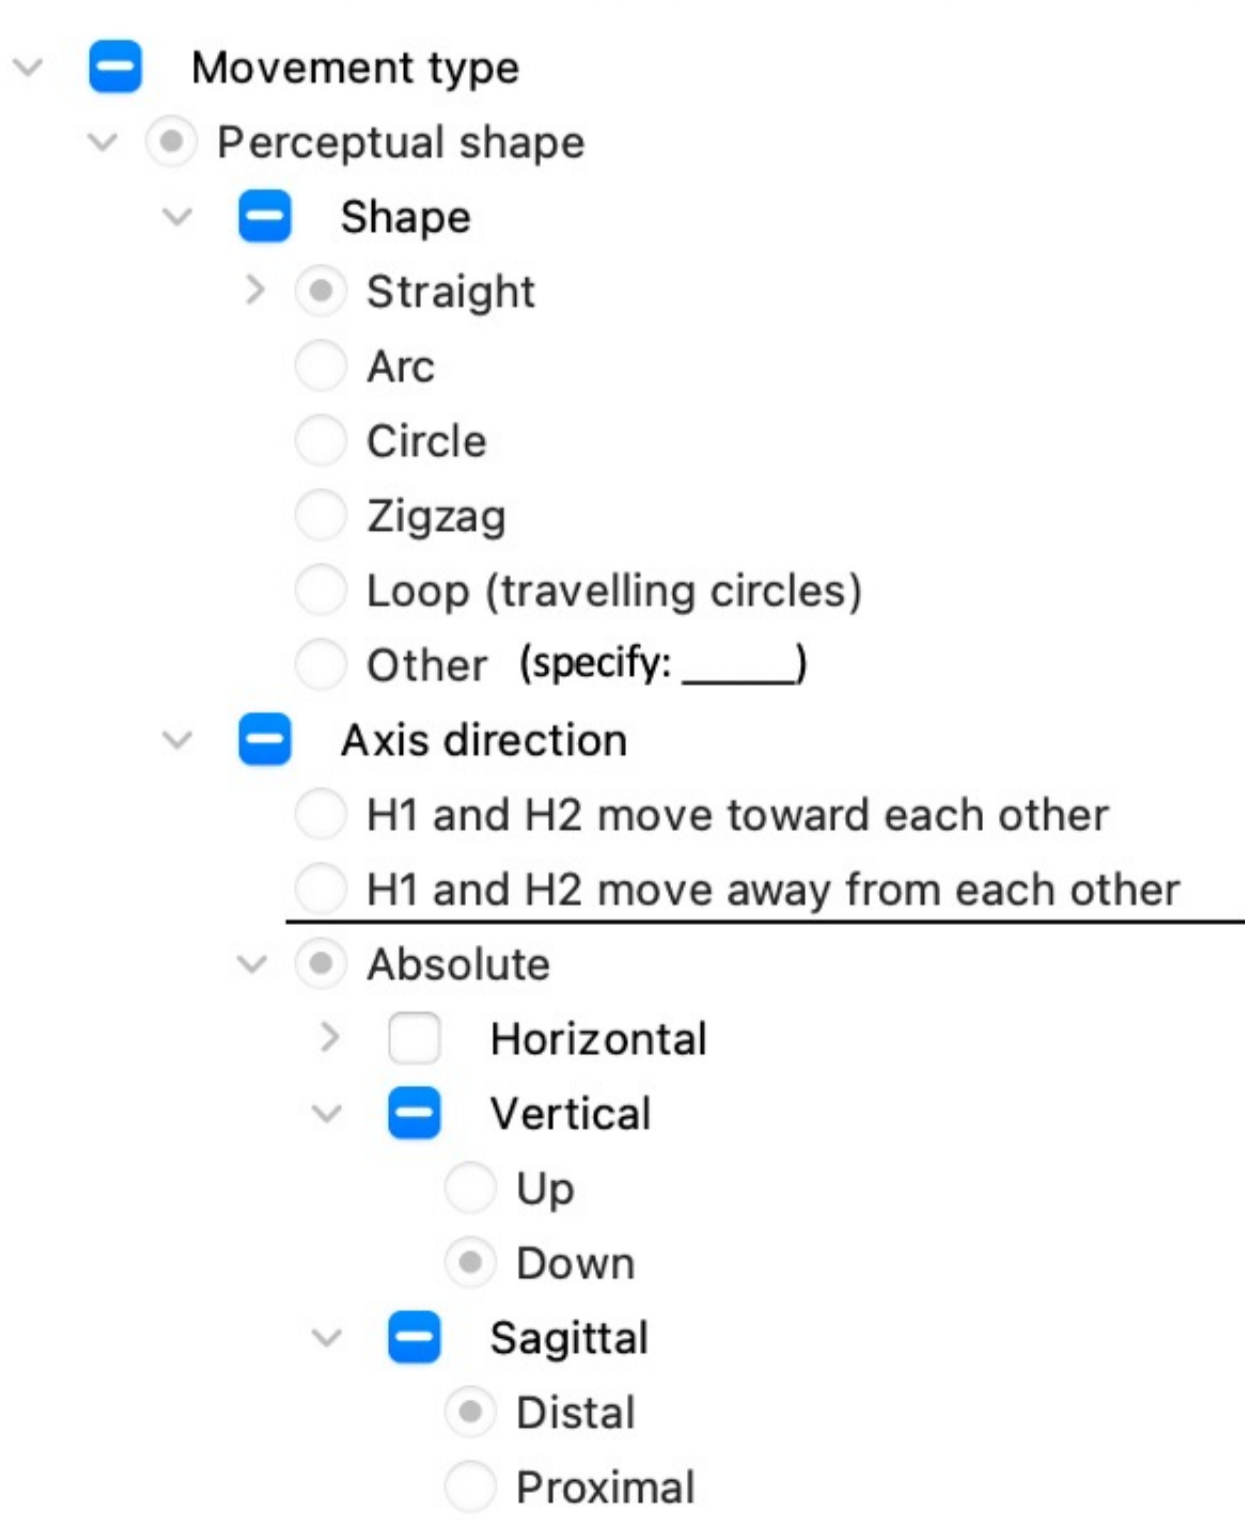 Movement type
Perceptual shape
Shape
Straight
Arc
Circle
Zigzag
Loop (travelling circles)
Other (specify: _____)
Axis direction
H1 and H2 move toward each other
H1 and H2 move away from each other
Absolute
Horizontal
Vertical
Up
Down
Sagittal
Distal
Proximal